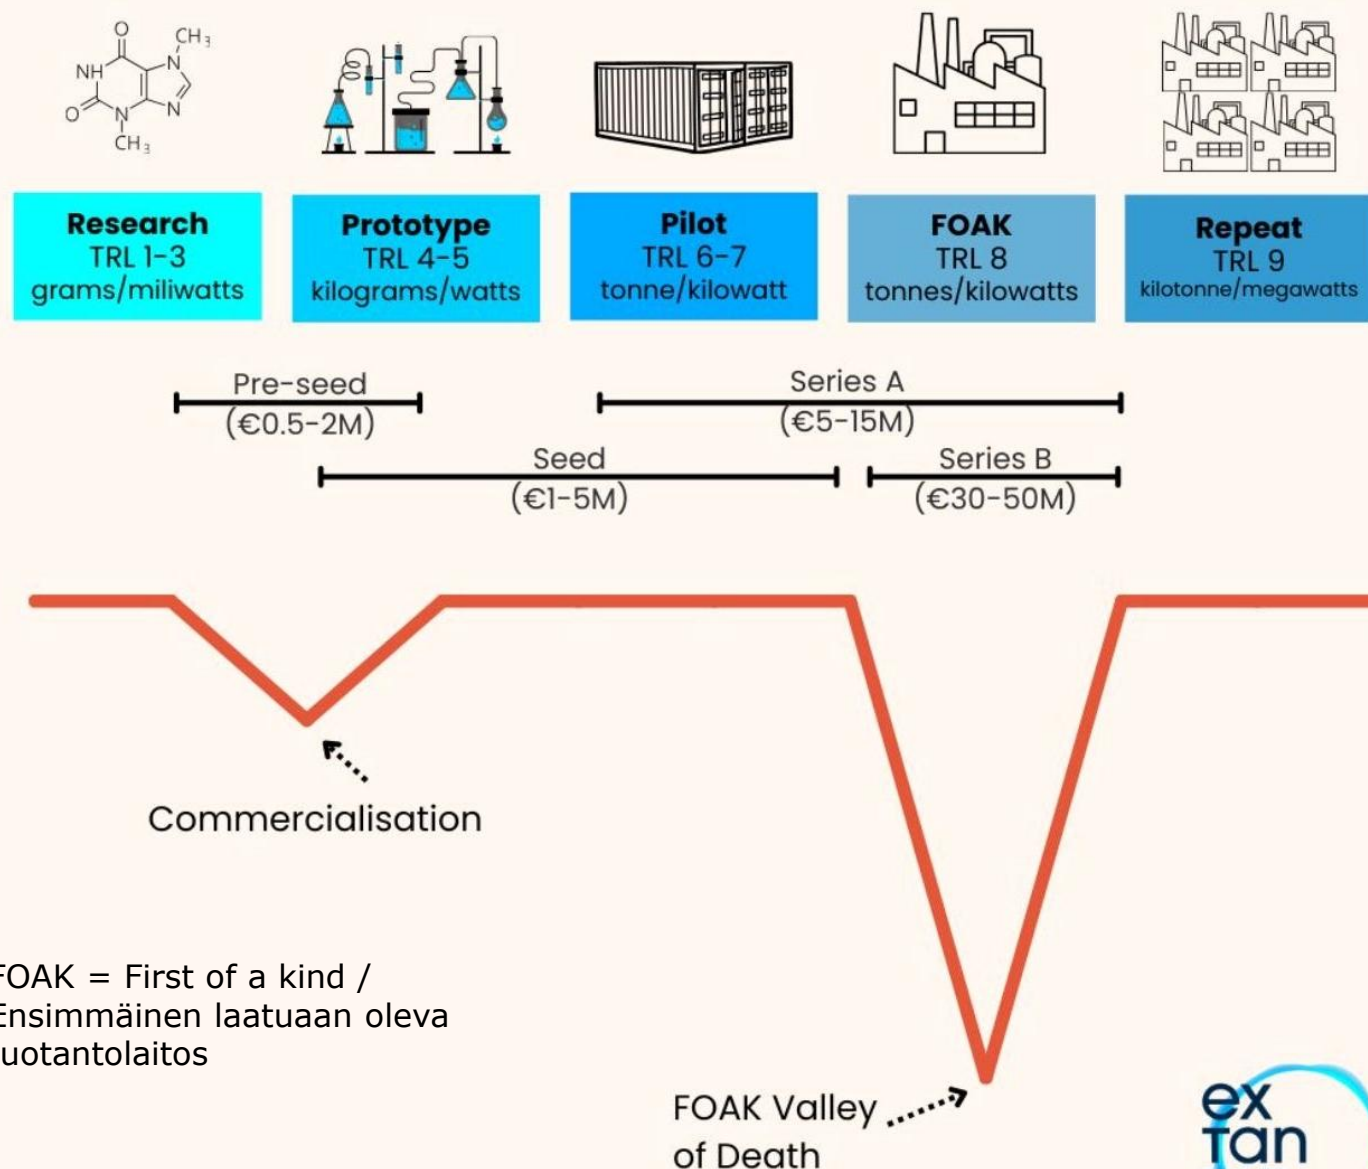 O
CH3
NH
O
N
N
N
CH3
Research
TRL 1-3
grams/miliwatts
Prototype
TRL 4-5
kilograms/watts
Pilot
TRL 6-7
tonne/kilowatt
FOAK
TRL 8
tonnes/kilowatts
Repeat
TRL 9
kilotonne/megawatts
Pre-seed
(€0.5-2M)
Series A
(€5-15M)
Seed
(€1-5M)
Series B
(€30-50M)
Commercialisation
FOAK = First of a kind /
Ensimmäinen laatuaan oleva
uotantolaitos
FOAK Valley
of Death
ex
Tan